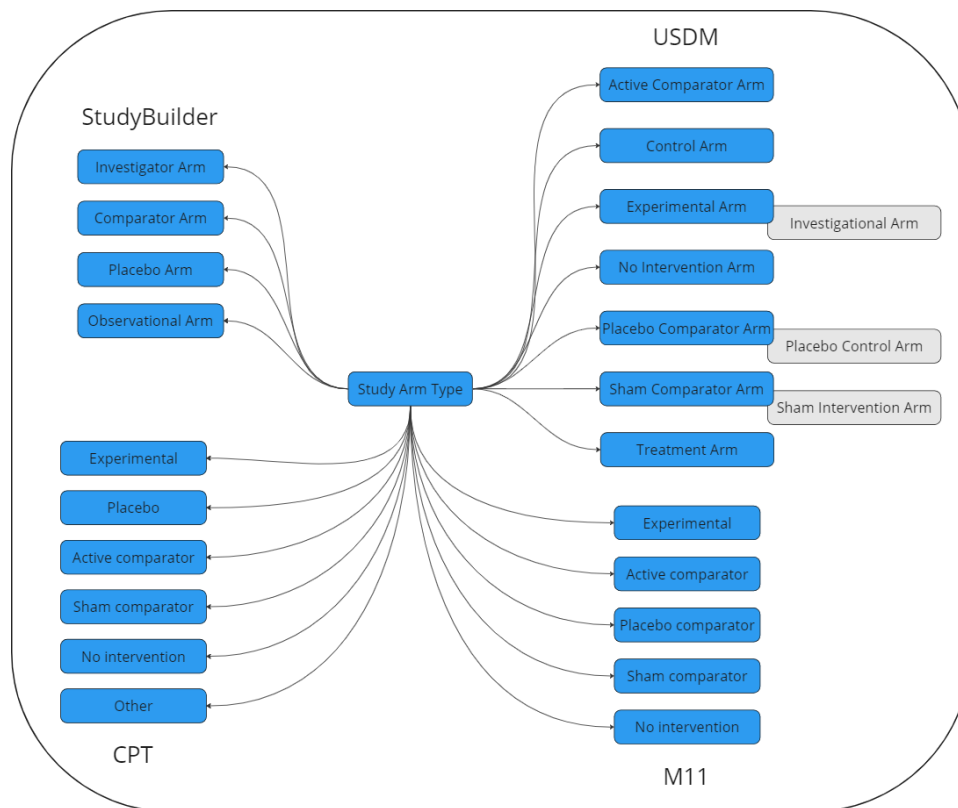 StudyBuilder
Investigator Arm
Comparator Arm
Placebo Arm
Observational Arm
USDM
Active Comparator Arm
Control Arm
Experimental Arm
Investigational Arm
No Intervention Arm
Placebo Comparator Arm
Placebo Control Arm
Sham Comparator Arm
Sham Intervention Arm
Treatment Arm
Study Arm Type
Experimental
Placebo
Active comparator
Sham comparator
No intervention
Other
CPT
Experimental
Active comparator
Placebo comparator
Sham comparator
No intervention
M11